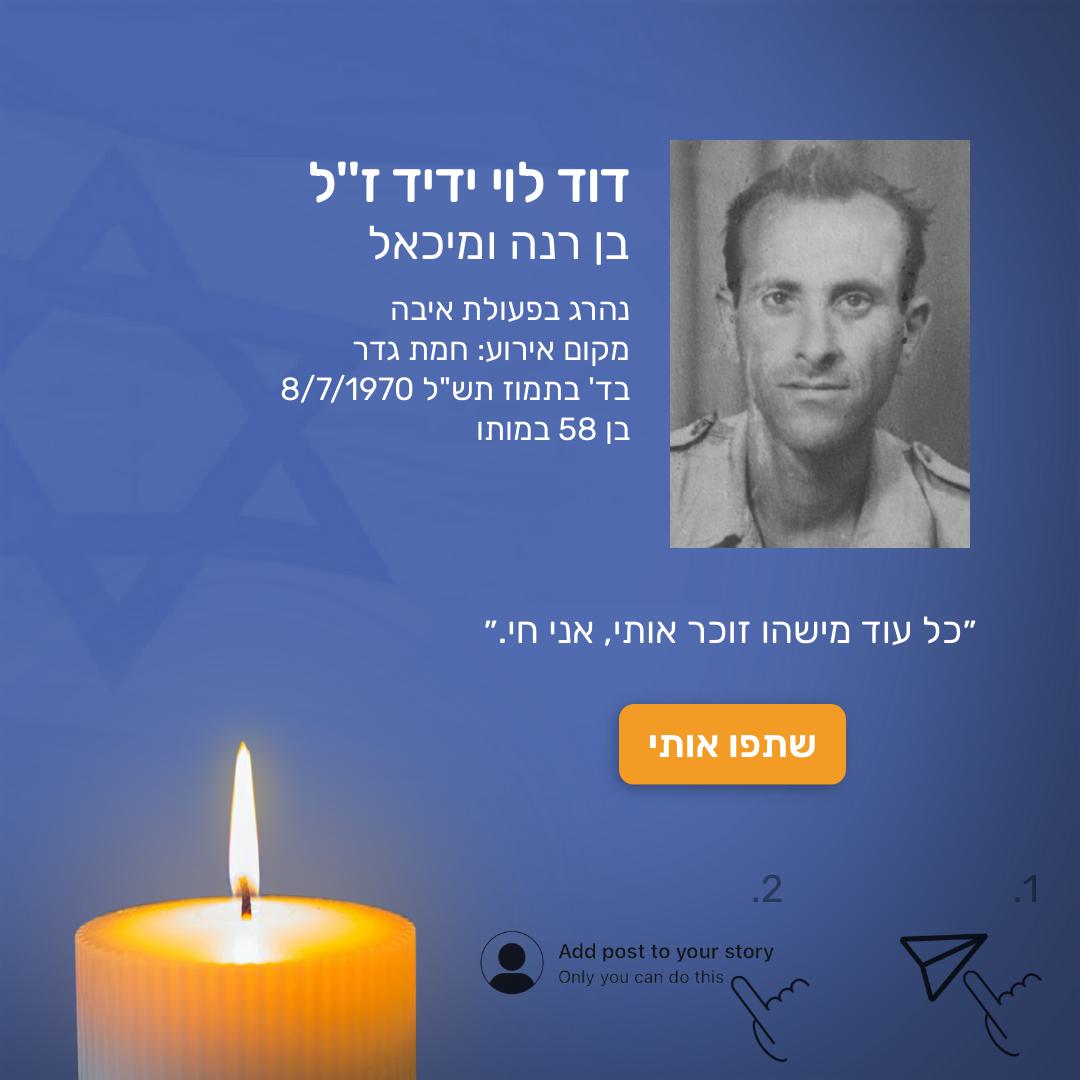 דוד לוי ידיד ז"ל
בן רנה ומיכאל
נהרג בפעולת איבה
מקום אירוע: חמת גדר
בד' בתמוז תש"ל 8/7/1970
בן 58 במותו
״כל עוד מישהו זוכר אותי, אני חי.״
שתפו אותי
1.
2.
Add post to your story
Only you can do this